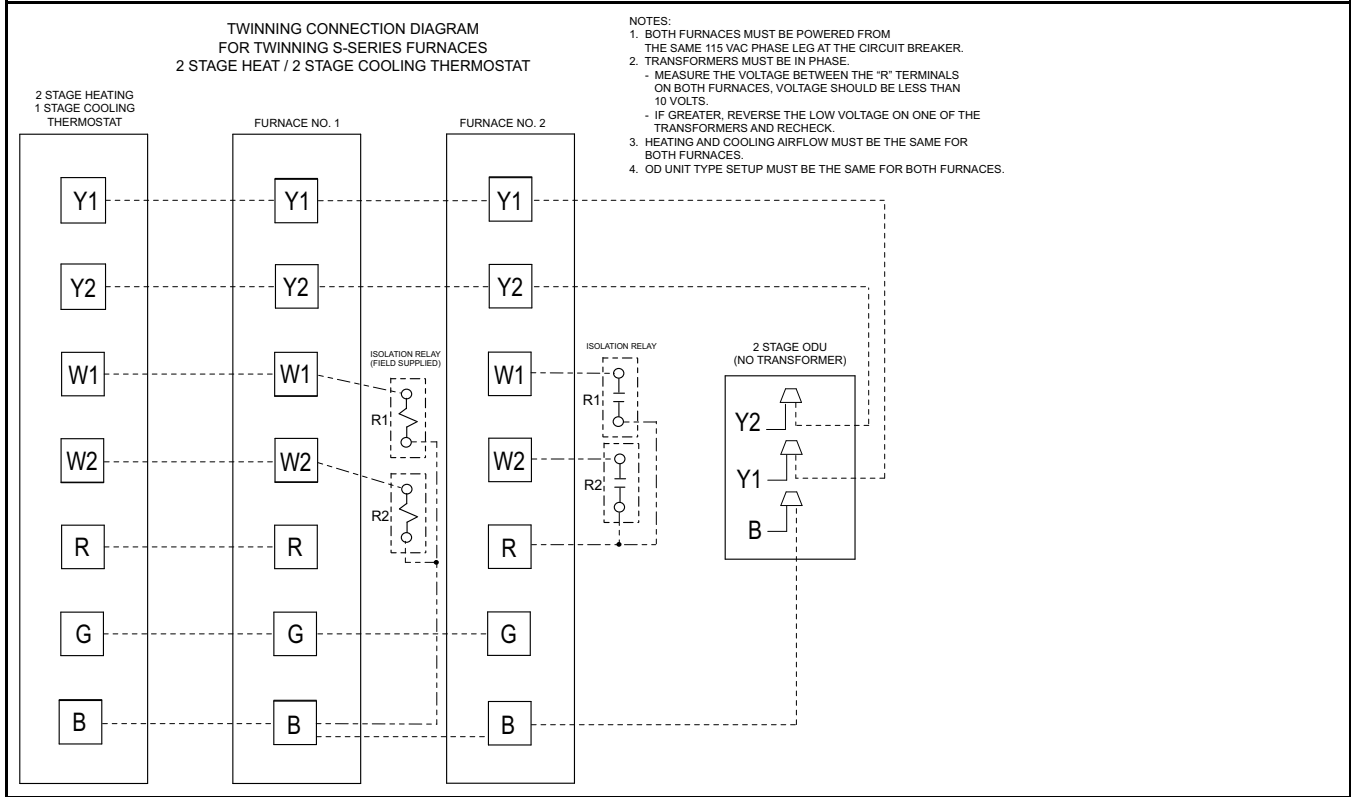 TWINNING CONNECTION DIAGRAM
FOR TWINNING S-SERIES FURNACES
2 STAGE HEAT / 2 STAGE COOLING THERMOSTAT
NOTES:
1. BOTH FURNACES MUST BE POWERED FROM
THE SAME 115 VAC PHASE LEG AT THE CIRCUIT BREAKER.
2. TRANSFORMERS MUST BE IN PHASE.
- MEASURE THE VOLTAGE BETWEEN THE “R” TERMINALS
ON BOTH FURNACES, VOLTAGE SHOULD BE LESS THAN
10 VOLTS.
- IF GREATER, REVERSE THE LOW VOLTAGE ON ONE OF THE
TRANSFORMERS AND RECHECK.
3. HEATING AND COOLING AIRFLOW MUST BE THE SAME FOR
BOTH FURNACES.
4. OD UNIT TYPE SETUP MUST BE THE SAME FOR BOTH FURNACES.
2 STAGE HEATING
1 STAGE COOLING
THERMOSTAT
Y1
Y2
W1
W2
R
G
B
FURNACE NO. 1
Y1
Y2
W1
W2
R
G
B
ISOLATION RELAY
(FIELD SUPPLIED)
R1
R2
FURNACE NO. 2
Y1
Y2
W1
W2
R
G
B
ISOLATION RELAY
R1
R2
2 STAGE ODU
(NO TRANSFORMER)
Y2
Y1
B